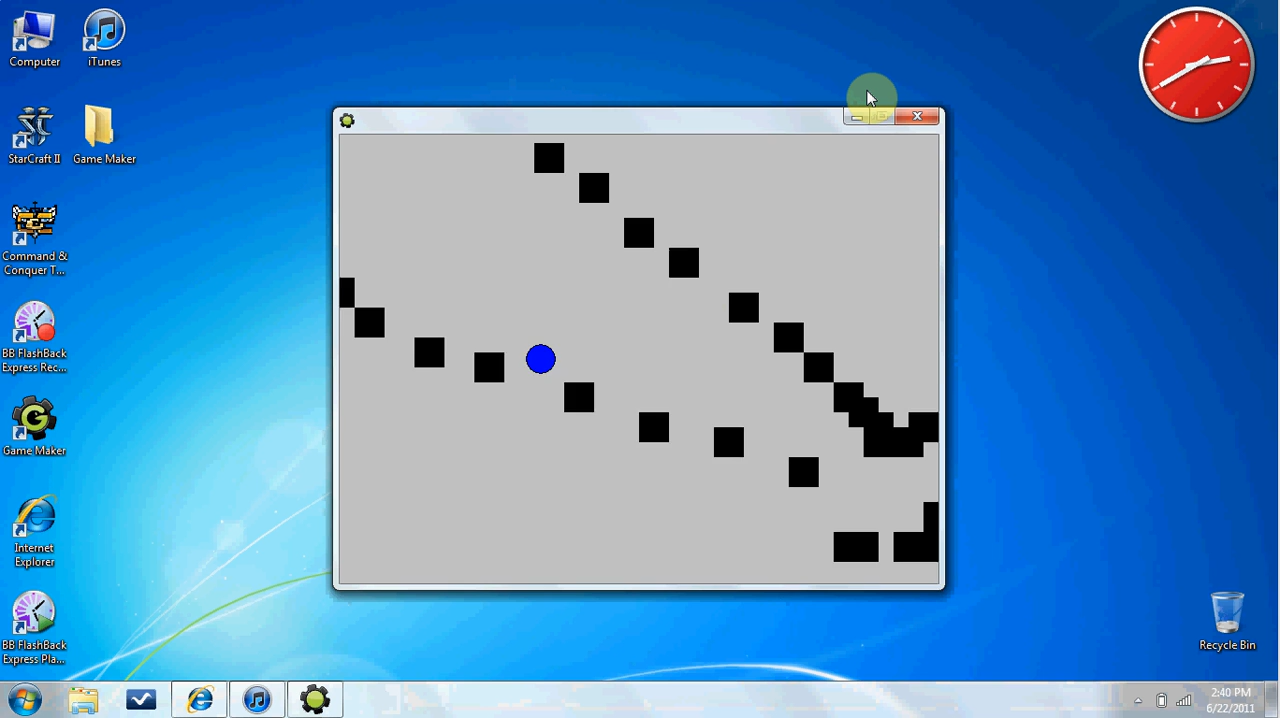 Computer
iTunes
StarCraft II
Game Maker
Command &
Conquer T...
BB FlashBack
Express Rec...
Game Maker
Internet
Explorer
BB FlashBack
Express Pla...
Recycle Bin
2:40 PM
6/22/2011